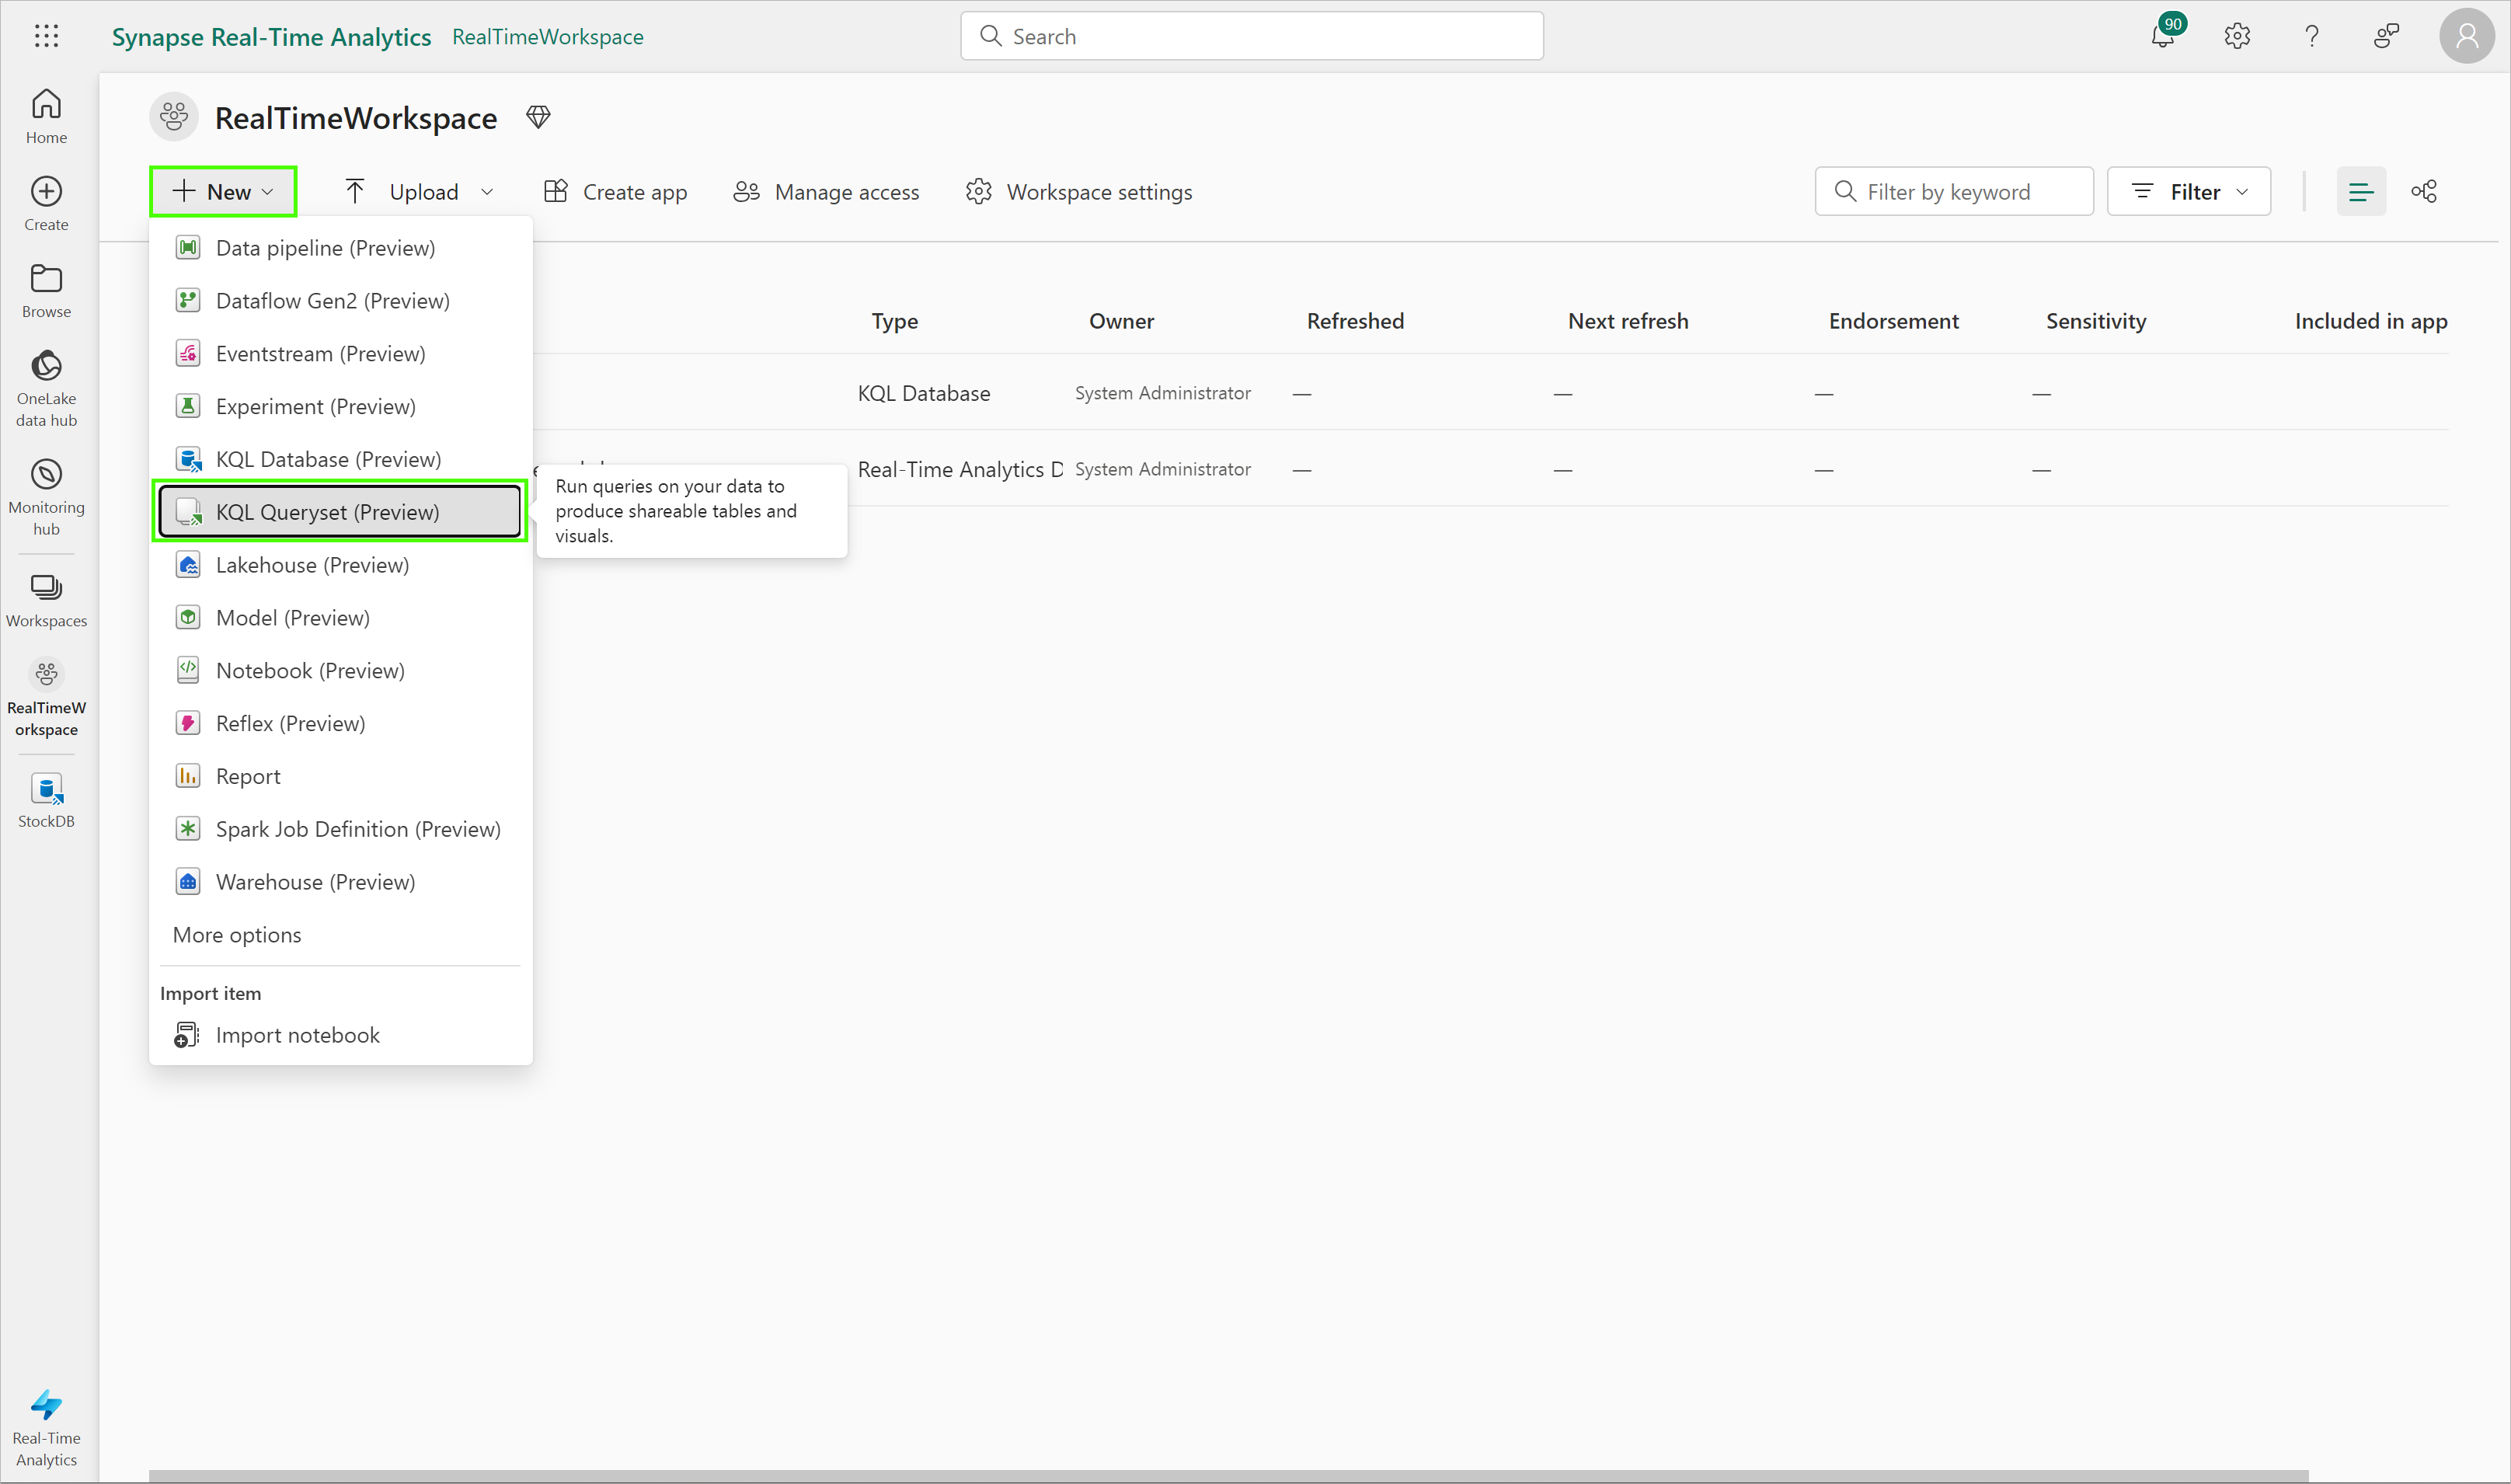 Synapse Real-Time Analytics RealTimeWorkspace Search 90
Home
Create
Browse
OneLake
data hub
Monitoring
hub
Workspaces
RealTimeW
orkspace
StockDB
Real-Time
Analytics
RealTimeWorkspace
New Upload Create app Manage access Workspace settings Filter by keyword Filter
Data pipeline (Preview)
Dataflow Gen2 (Preview)
Eventstream (Preview)
Experiment (Preview)
KQL Database (Preview)
KQL Queryset (Preview)
Lakehouse (Preview)
Model (Preview)
Notebook (Preview)
Reflex (Preview)
Report
Spark Job Definition (Preview)
Warehouse (Preview)
More options
Import item
Import notebook
Run queries on your data to
produce shareable tables and
visuals.
Type Owner Refreshed Next refresh Endorsement Sensitivity Included in app
KQL Database System Administrator — — — —
Real-Time Analytics D System Administrator — — — —